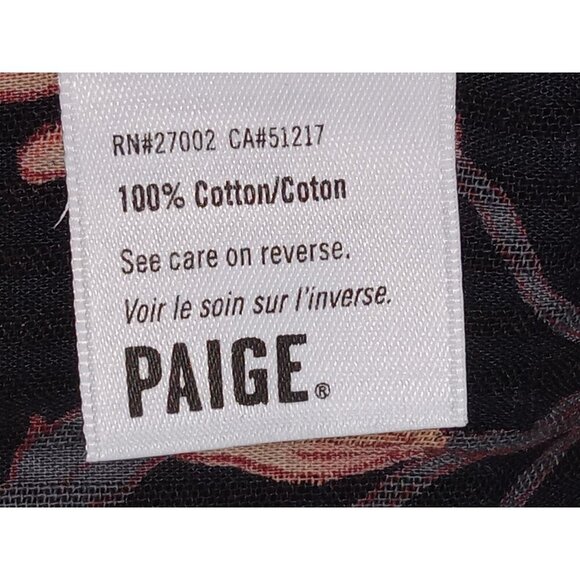 RN#27002 CA#51217
100% Cotton/Coton
See care on reverse.
Voir le soin sur l'inverse.
PAIGE®